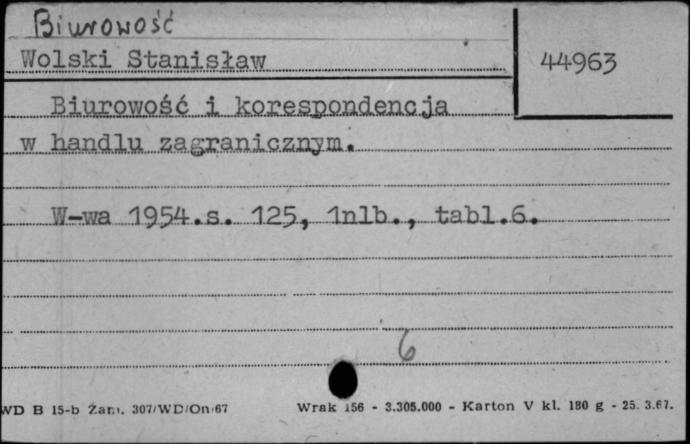 Biurowość
Wolski Stanisław
44963
Biurowość i korespondencja
w handlu zagranicznym.
W-wa 1954.s. 125, 1nlb., tabl.6.
6
WD B 15-b Zam. 307/WD/On/67 Wrak 156 - 3.305.000 - Karton V kl. 180 g - 25. 3.67.